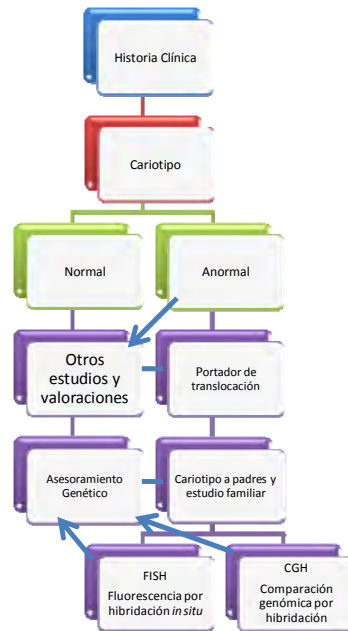 Historia Clínica
Cariotipo
Normal
Anormal
Otros
estudios y
valoraciones
Portador de
translocación
Asesoramiento
Genético
Cariotipo a padres y
estudio familiar
FISH
Fluorescencia por
hibridación in situ
CGH
Comparación
genómica por
hibridación